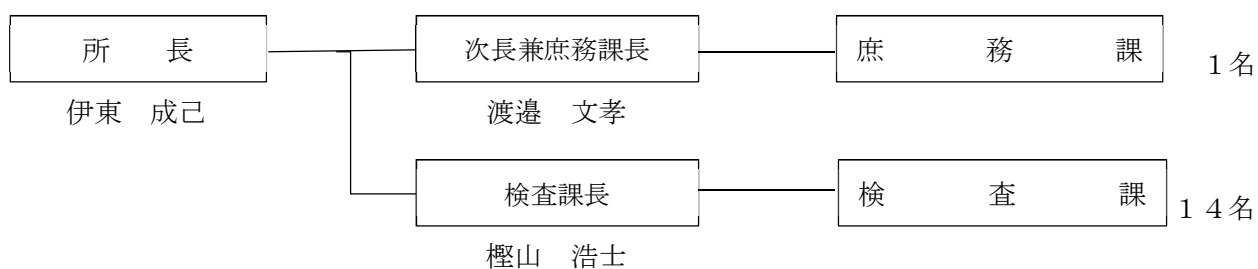 所　　長　次長兼庶務課長　庶　　務　　課　１名
伊東　成己　渡邉　文孝
検査課長　検　　査　　課　１４名
樫山　浩士